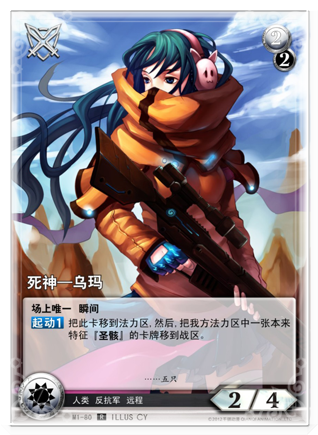 2
2
死神—乌玛
场上唯一 瞬间
起动1 把此卡移到法力区,然后,把我方法力区中一张本来
特征『圣骸』的卡牌移到战区。
……五只
人类 反抗军 远程
2 / 4
M1-80 ILLUS CY